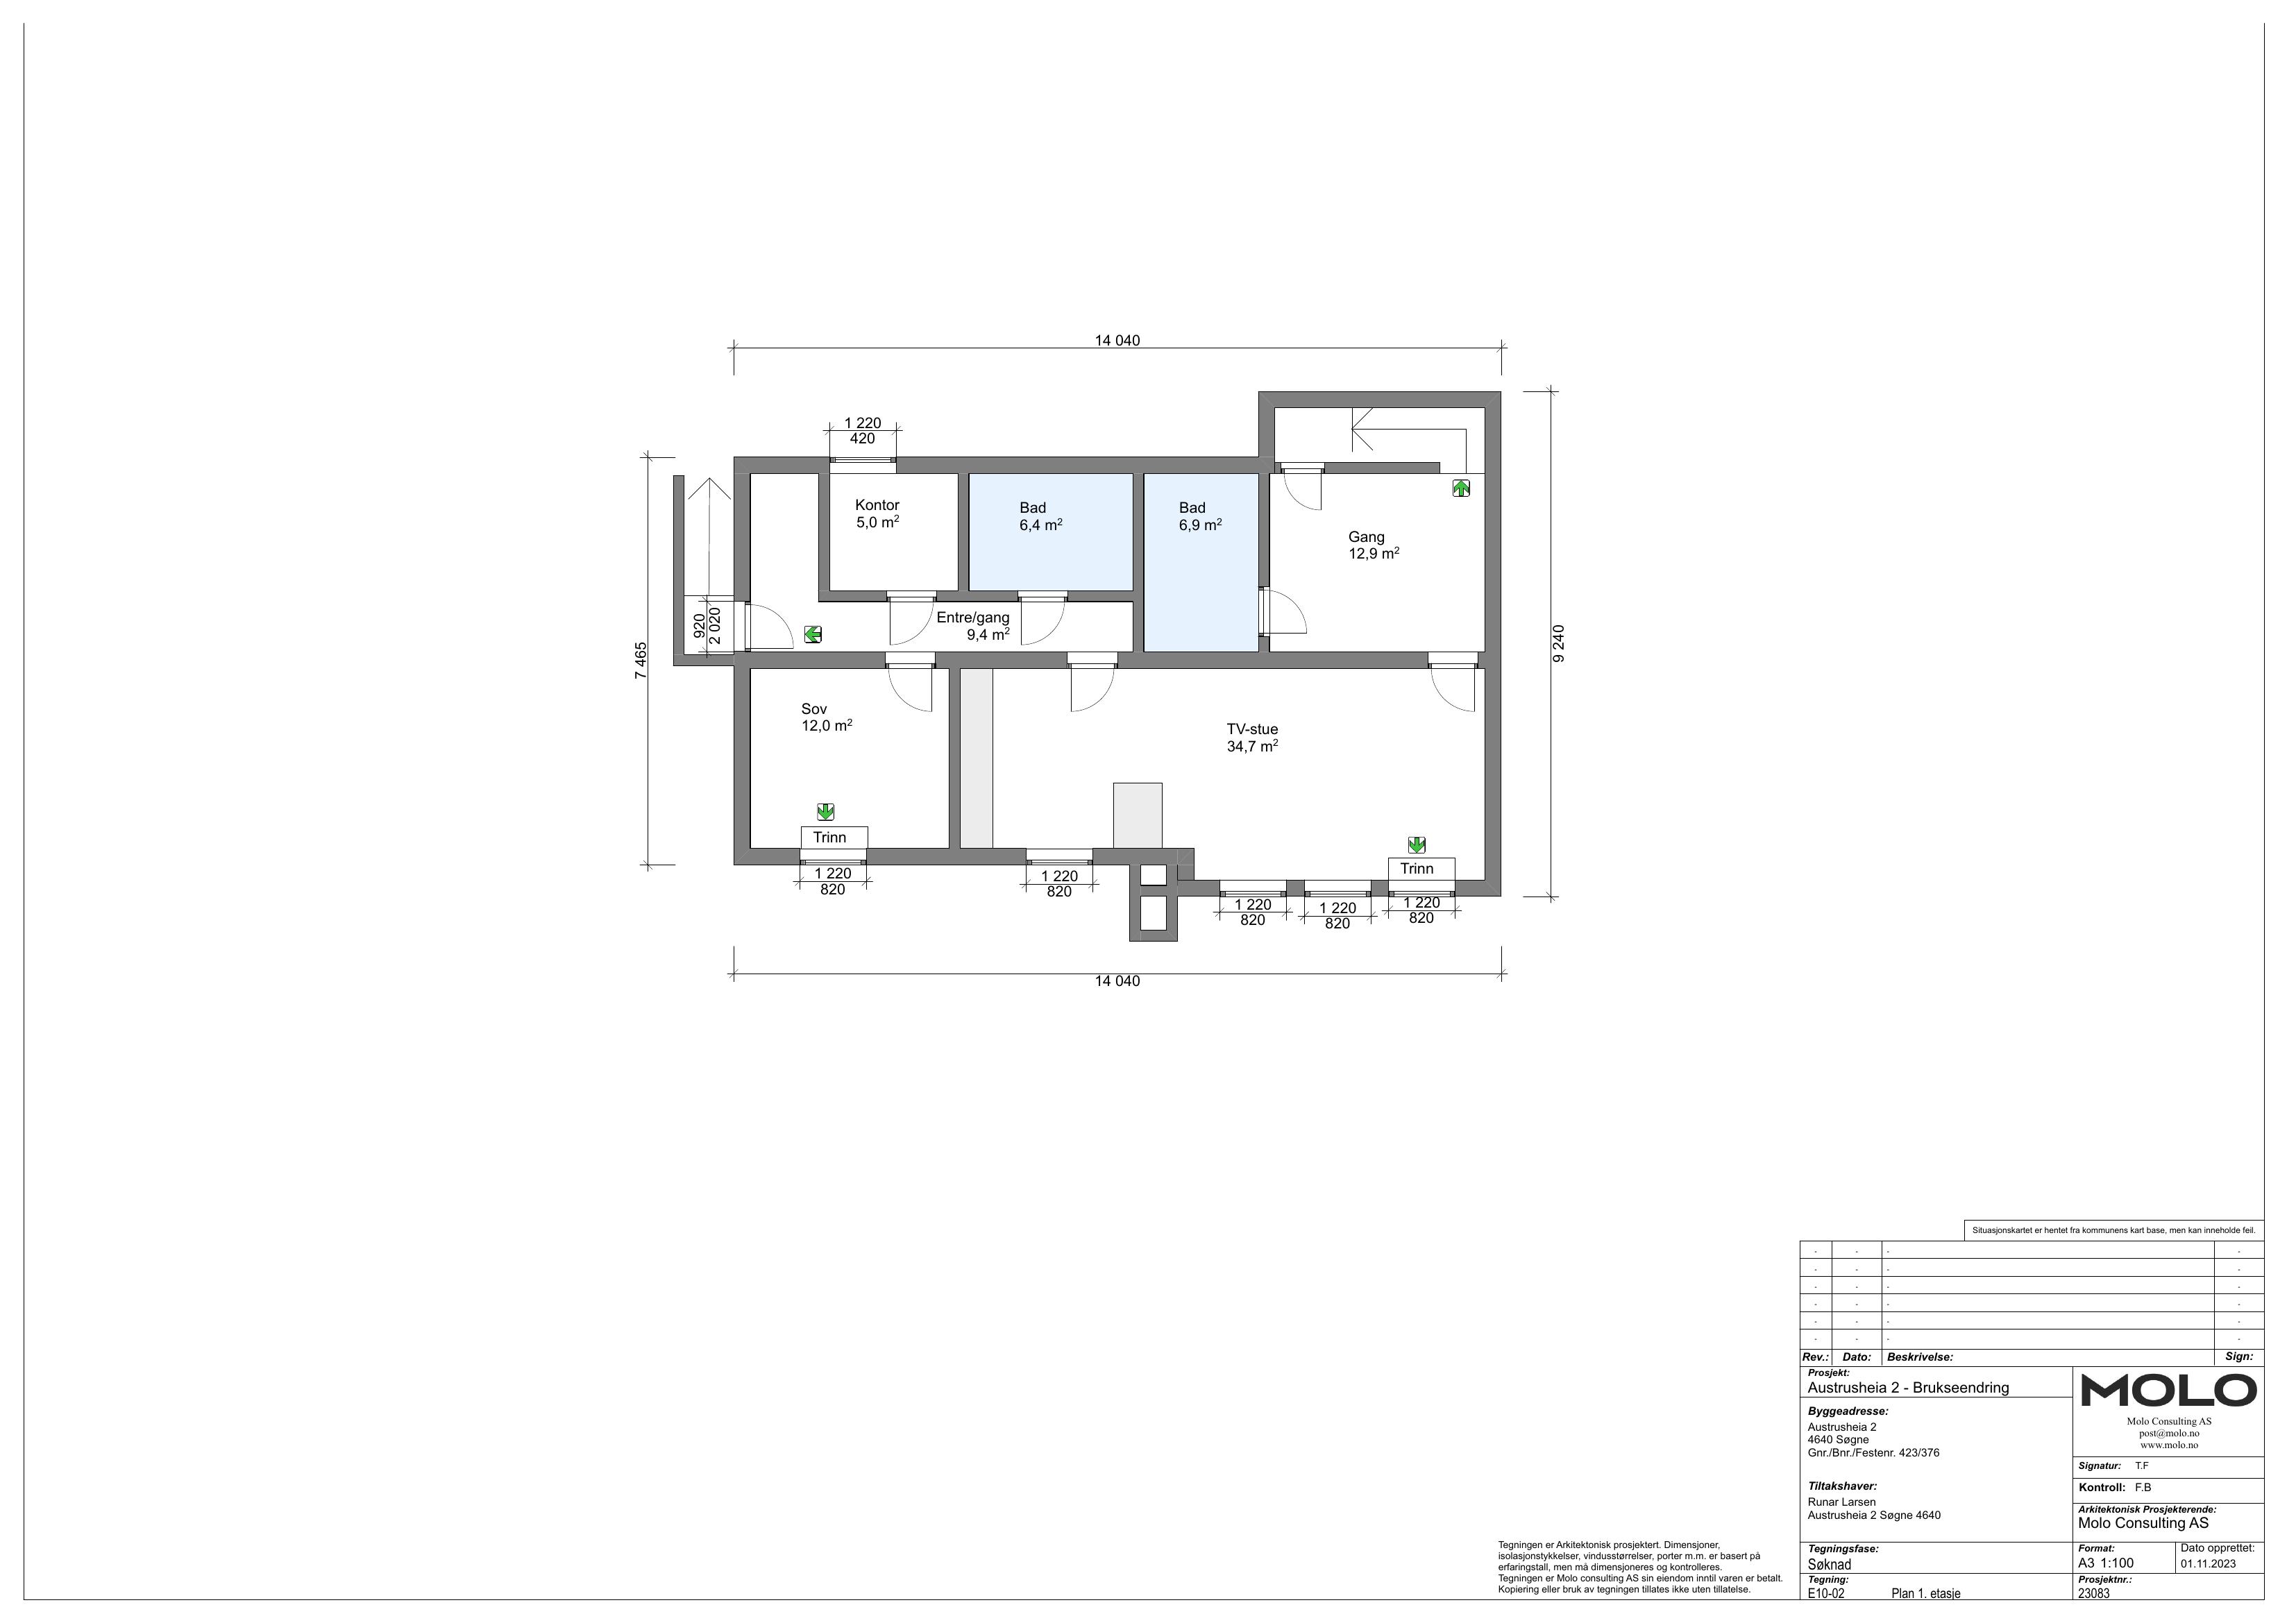 14 040
1 220
420
Kontor
5,0 m²
Bad
6,4 m²
Bad
6,9 m²
Gang
12,9 m²
Entre/gang
9,4 m²
920
2 020
7 465
9 240
Sov
12,0 m²
TV-stue
34,7 m²
Trinn
Trinn
1 220
820
1 220
820
1 220
820
1 220
820
1 220
820
14 040
Situasjonskartet er hentet fra kommunens kart base, men kan inneholde feil.
- - - -
- - - -
- - - -
- - - -
- - - -
- - - -
Rev.: Dato: Beskrivelse: Sign:
Prosjekt:
Austrusheia 2 - Brukseendring
Byggeadresse:
Austrusheia 2
4640 Søgne
Gnr./Bnr./Festenr. 423/376
Tiltakshaver:
Runar Larsen
Austrusheia 2 Søgne 4640
Tegningsfase:
Søknad
Tegning:
E10-02 Plan 1. etasje
MOLO
Molo Consulting AS
post@molo.no
www.molo.no
Signatur: T.F
Kontroll: F.B
Arkitektonisk Prosjekterende:
Molo Consulting AS
Format:
A3 1:100
Dato opprettet:
01.11.2023
Prosjektnr.:
23083
Tegningen er Arkitektonisk prosjektert. Dimensjoner,
isolasjonstykkelser, vindusstørrelser, porter m.m. er basert på
erfaringstall, men må dimensjoneres og kontrolleres.
Tegningen er Molo consulting AS sin eiendom inntil varen er betalt.
Kopiering eller bruk av tegningen tillates ikke uten tillatelse.